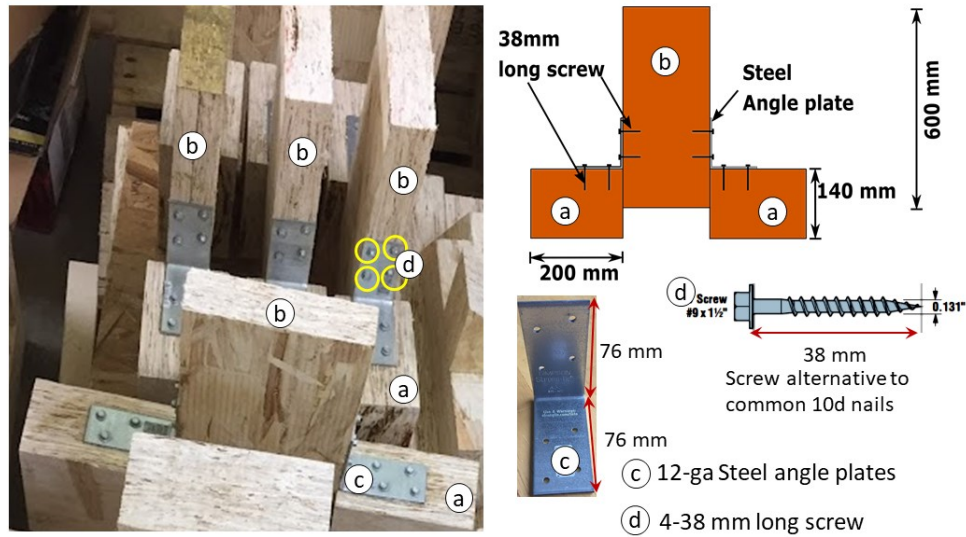 b
b
b
d
b
a
c
a
38mm
long screw
b
Steel
Angle plate
600 mm
a
a
140 mm
200 mm
d Screw
#9 x 1½"
0.131"
38 mm
Screw alternative to
common 10d nails
76 mm
76 mm
c
c 12-ga Steel angle plates
d 4-38 mm long screw